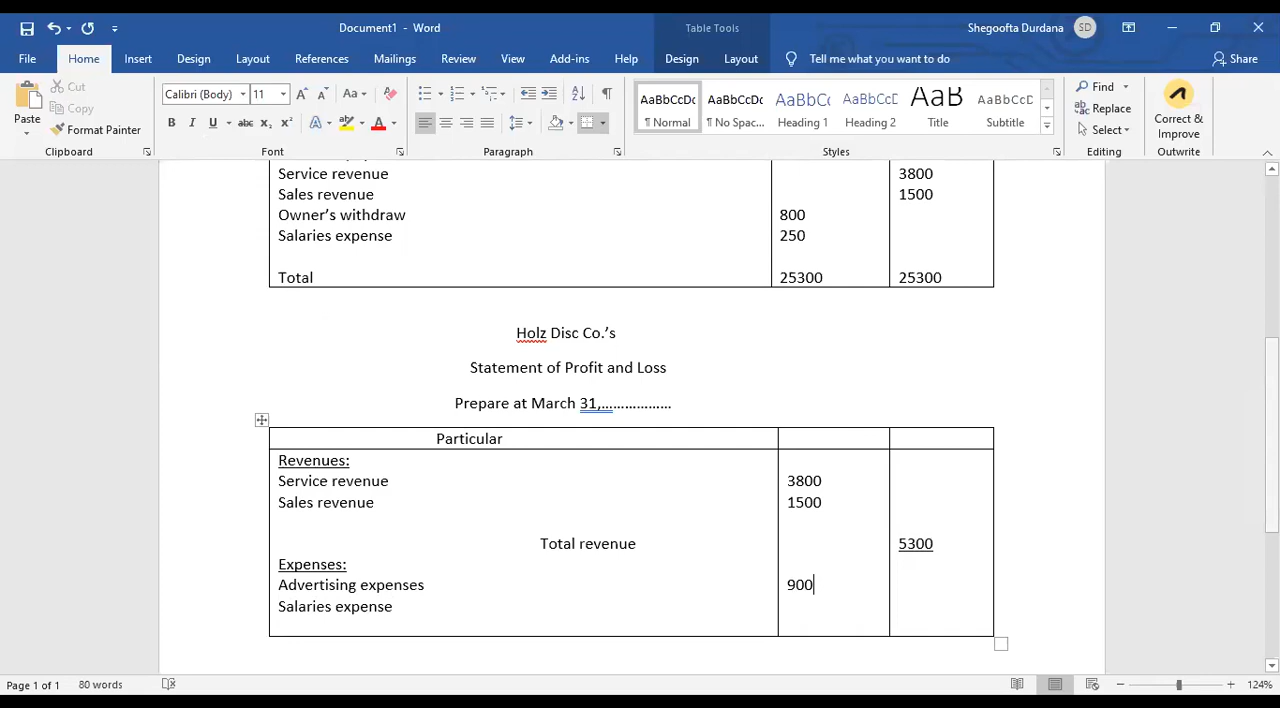 Document1 - Word
Table Tools
Shegoofta Durdana
SD
File
Home
Insert
Design
Layout
References
Mailings
Review
View
Add-ins
Help
Design
Layout
Tell me what you want to do
Share
Paste
Cut
Copy
Format Painter
Clipboard
Calibri (Body)
11
Font
Paragraph
AaBbCcDc
¶ Normal
AaBbCcDc
¶ No Spac...
AaBbCc
Heading 1
AaBbCcD
Heading 2
AaB
Title
AaBbCcD
Subtitle
Styles
Find
Replace
Select
Editing
Correct &
Improve
Outwrite
Service revenue 3800
Sales revenue 1500
Owner’s withdraw 800
Salaries expense 250
Total 25300 25300
Holz Disc Co.’s
Statement of Profit and Loss
Prepare at March 31,..................
Particular
Revenues:
Service revenue 3800
Sales revenue 1500
Total revenue 5300
Expenses:
Advertising expenses 900
Salaries expense
Page 1 of 1 80 words 124%